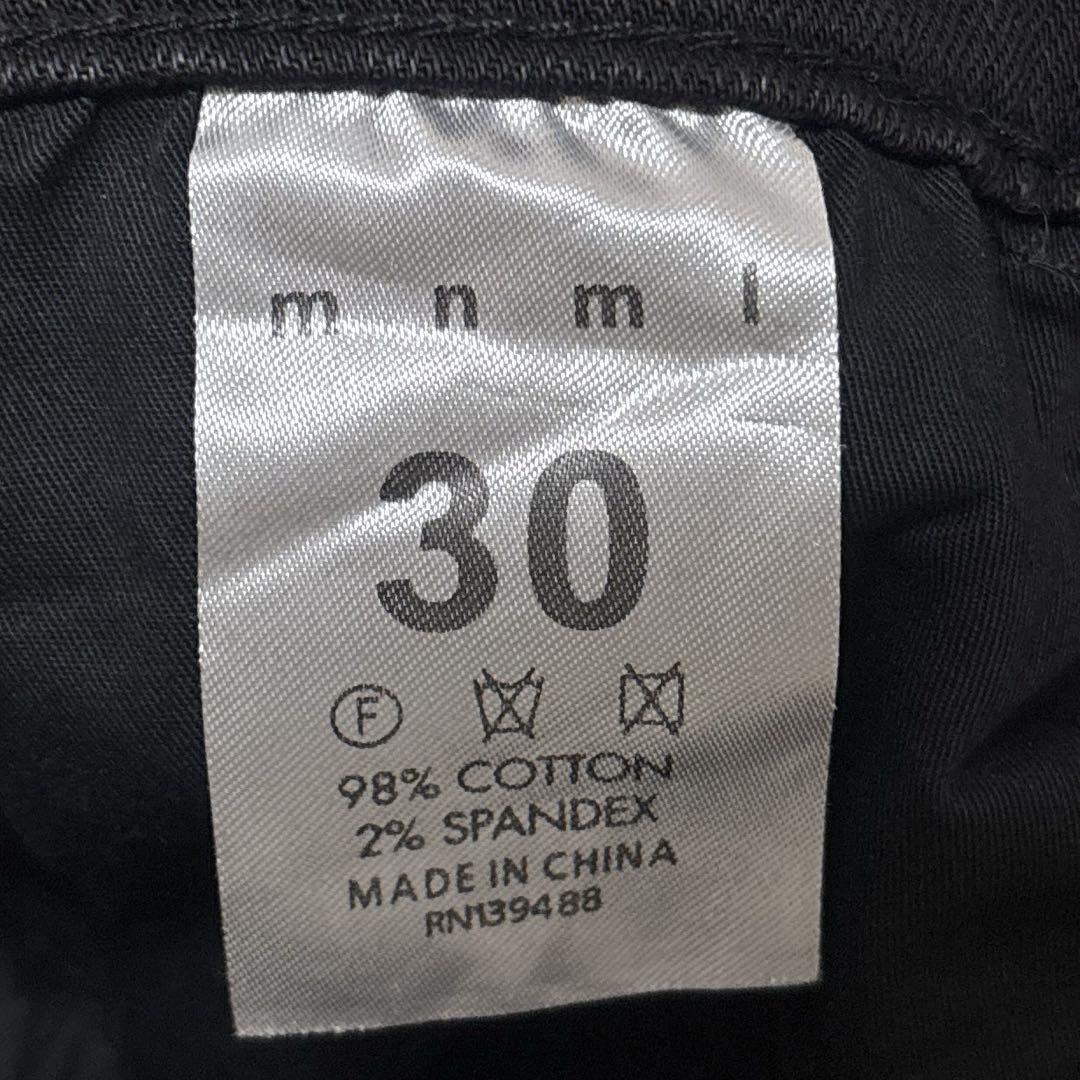 m n m l
30
F
98% COTTON
2% SPANDEX
MADE IN CHINA
RN139488